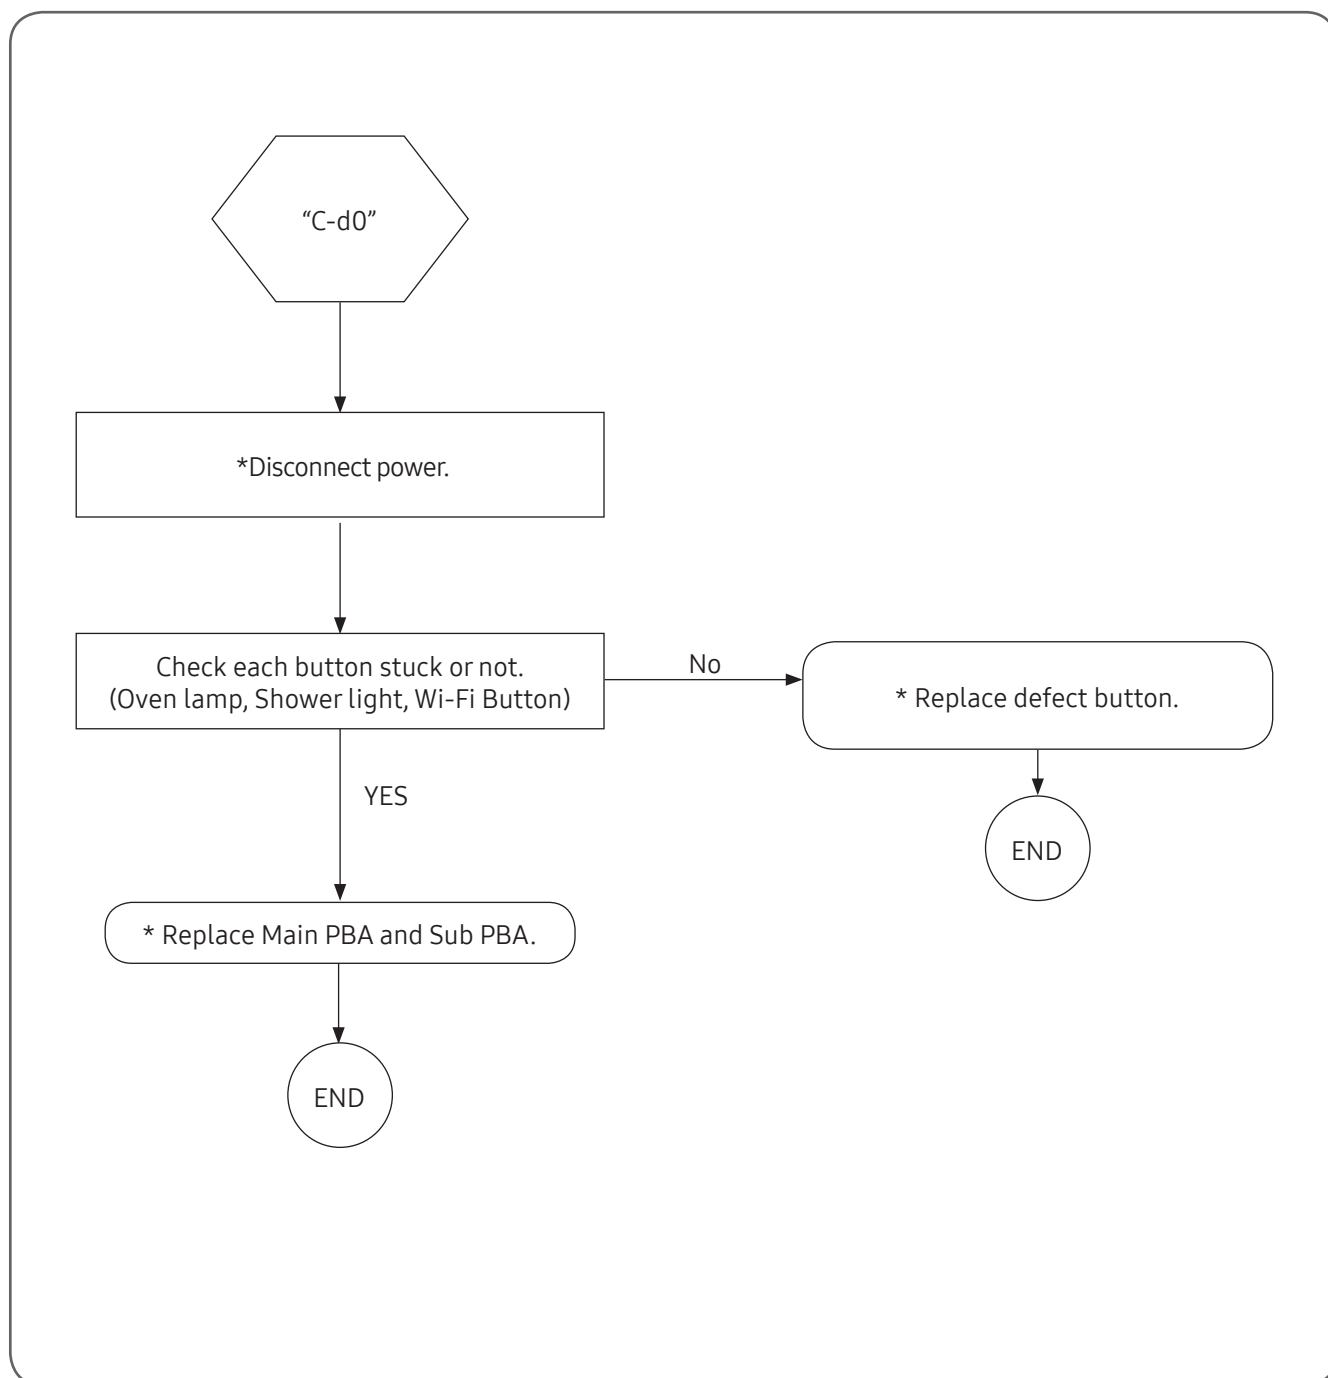 “C-d0”
*Disconnect power.
Check each button stuck or not.
(Oven lamp, Shower light, Wi-Fi Button)
No
* Replace defect button.
YES
END
* Replace Main PBA and Sub PBA.
END